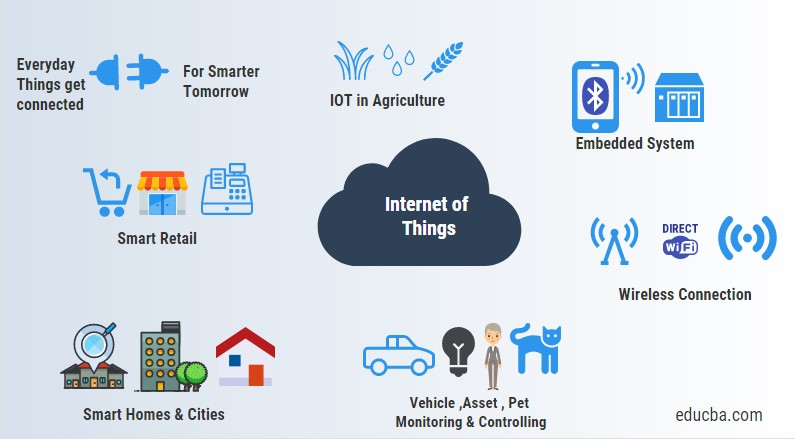 Everyday
Things get
connected
For Smarter
Tomorrow
IOT in Agriculture
Embedded System
Smart Retail
Internet of
Things
DIRECT
WiFi
Wireless Connection
Smart Homes & Cities
Vehicle ,Asset , Pet
Monitoring & Controlling
educba.com